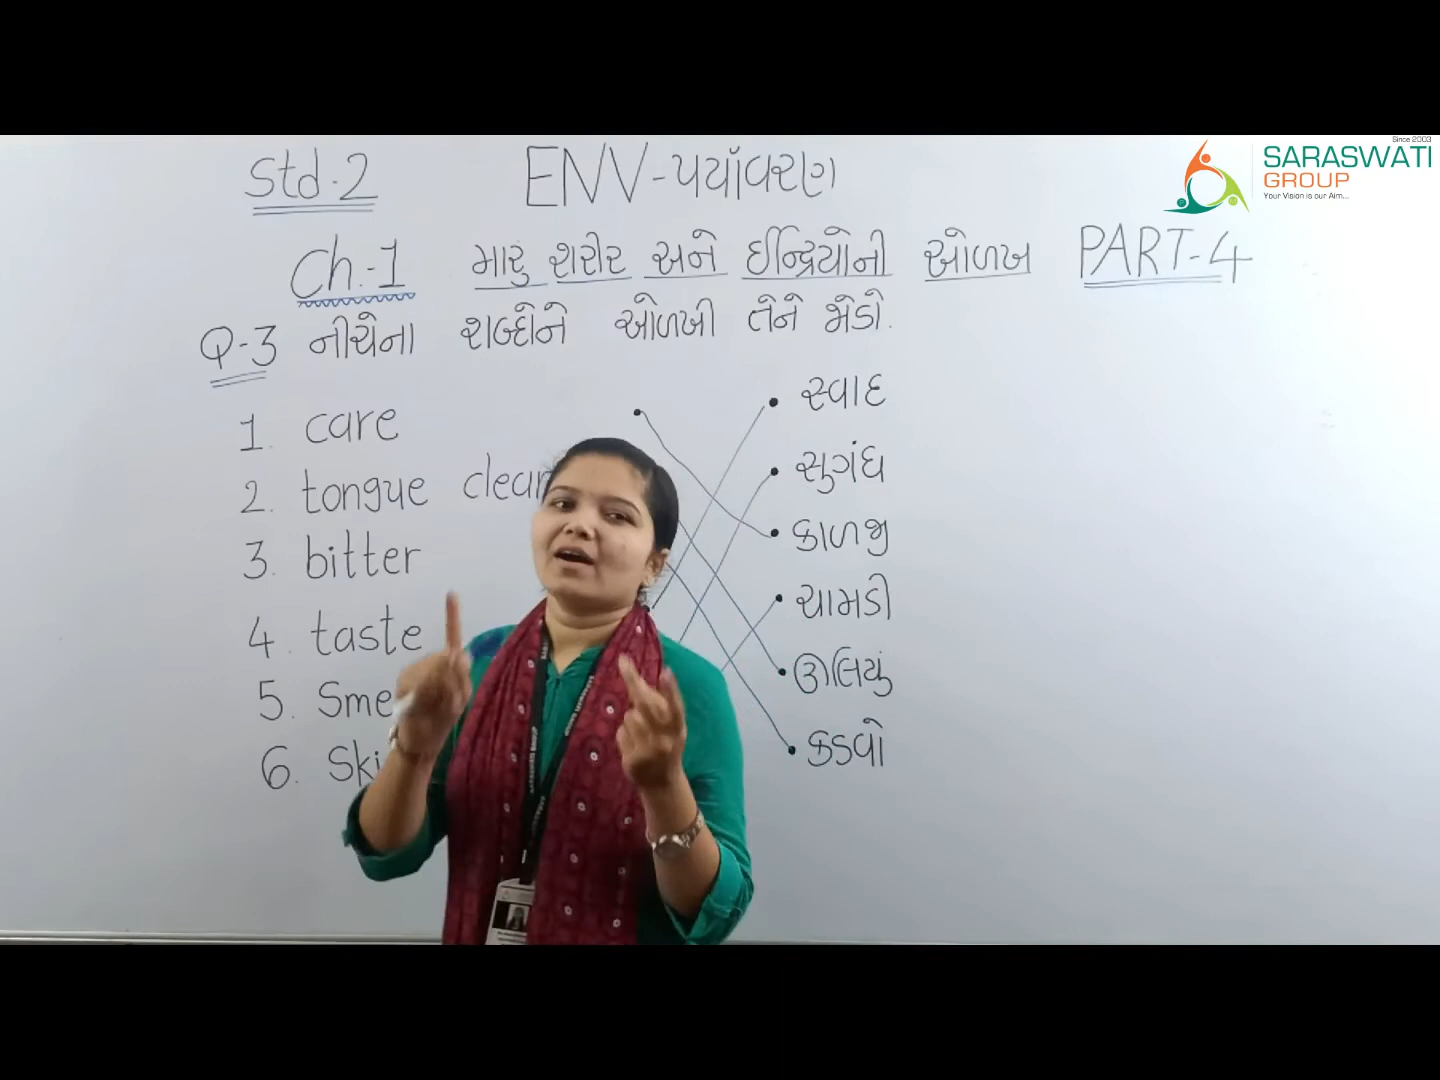 Since 2003
SARASWATI
GROUP
Your Vision is our Aim...
Std.2 ENV-પર્યાવરણ
Ch.-1 મારું શરીર અને ઈન્દ્રિયોની ઓળખ PART-4
Q-3 નીચેના શબ્દોને ઓળખી તેને જોડો.
1. care સ્વાદ
2. tongue clean સુગંધ
3. bitter કાળજી
4. taste ચામડી
5. Sme ઊલિયું
6. Ski કડવો